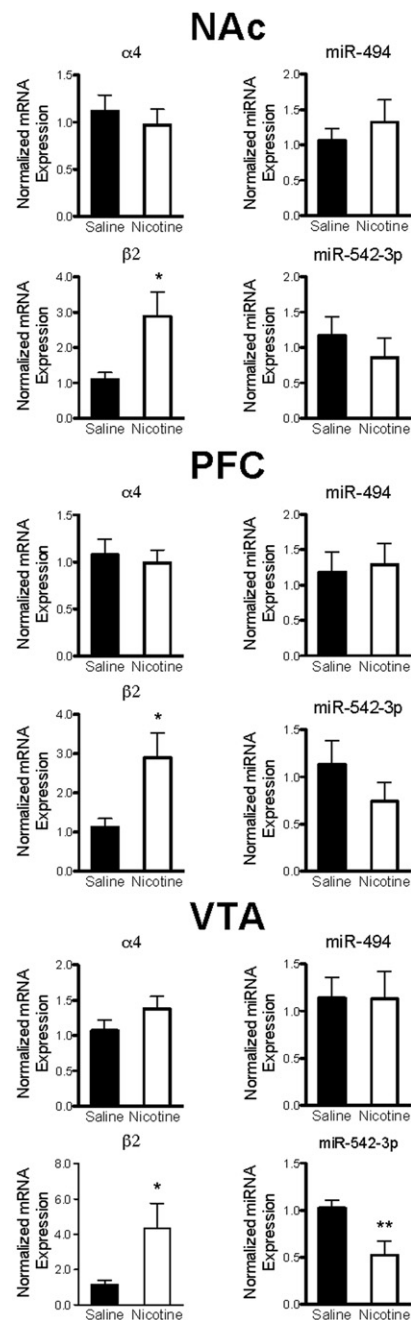 NAc
α4
Normalized mRNA
Expression
1.5
1.0
0.5
0.0
Saline Nicotine
miR-494
Normalized miRNA
Expression
2.0
1.5
1.0
0.5
0.0
Saline Nicotine
β2
Normalized mRNA
Expression
4.0
3.0
2.0
1.0
0.0
*
Saline Nicotine
miR-542-3p
Normalized miRNA
Expression
2.0
1.5
1.0
0.5
0.0
Saline Nicotine
PFC
α4
Normalized mRNA
Expression
1.5
1.0
0.5
0.0
Saline Nicotine
miR-494
Normalized miRNA
Expression
2.0
1.5
1.0
0.5
0.0
Saline Nicotine
β2
Normalized mRNA
Expression
4.0
3.0
2.0
1.0
0.0
*
Saline Nicotine
miR-542-3p
Normalized miRNA
Expression
1.5
1.0
0.5
0.0
Saline Nicotine
VTA
α4
Normalized mRNA
Expression
2.0
1.5
1.0
0.5
0.0
Saline Nicotine
miR-494
Normalized miRNA
Expression
1.5
1.0
0.5
0.0
Saline Nicotine
β2
Normalized mRNA
Expression
8.0
6.0
4.0
2.0
0.0
*
Saline Nicotine
miR-542-3p
Normalized miRNA
Expression
1.5
1.0
0.5
0.0
**
Saline Nicotine